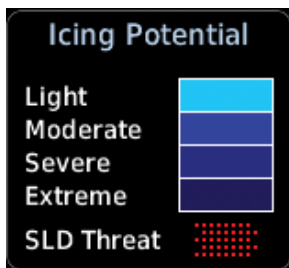 Icing Potential
Light
Moderate
Severe
Extreme
SLD Threat